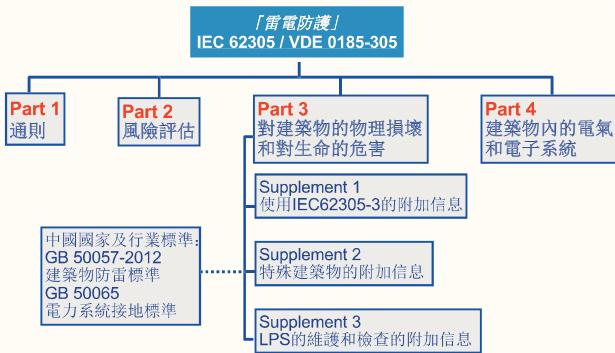 「雷電防護」
IEC 62305 / VDE 0185-305
Part 1
通則
Part 2
風險評估
Part 3
對建築物的物理損壞
和對生命的危害
Part 4
建築物內的電氣
和電子系統
Supplement 1
使用IEC62305-3的附加信息
中國國家及行業標準:
GB 50057-2012
建築物防雷標準
GB 50065
電力系統接地標準
Supplement 2
特殊建築物的附加信息
Supplement 3
LPS的維護和檢查的附加信息